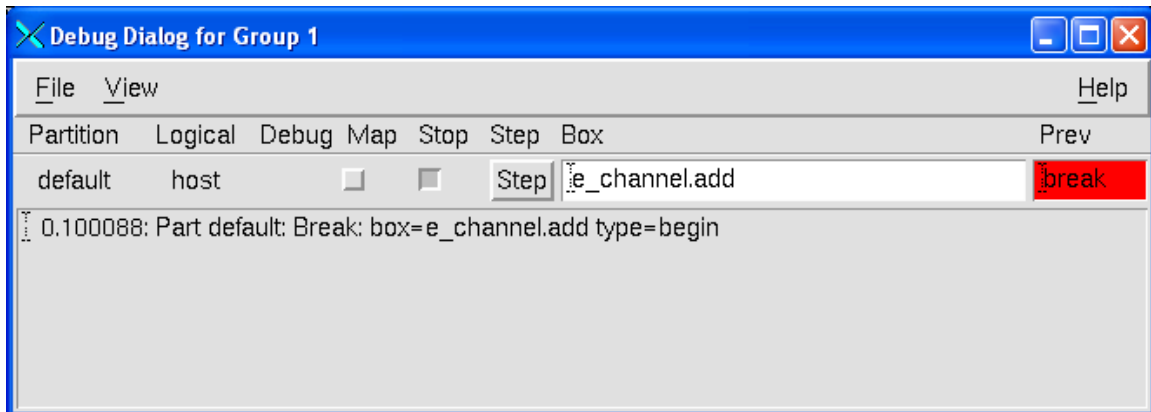 Debug Dialog for Group 1
File View Help
Partition Logical Debug Map Stop Step Box Prev
default host Step e_channel.add break
0.100088: Part default: Break: box=e_channel.add type=begin